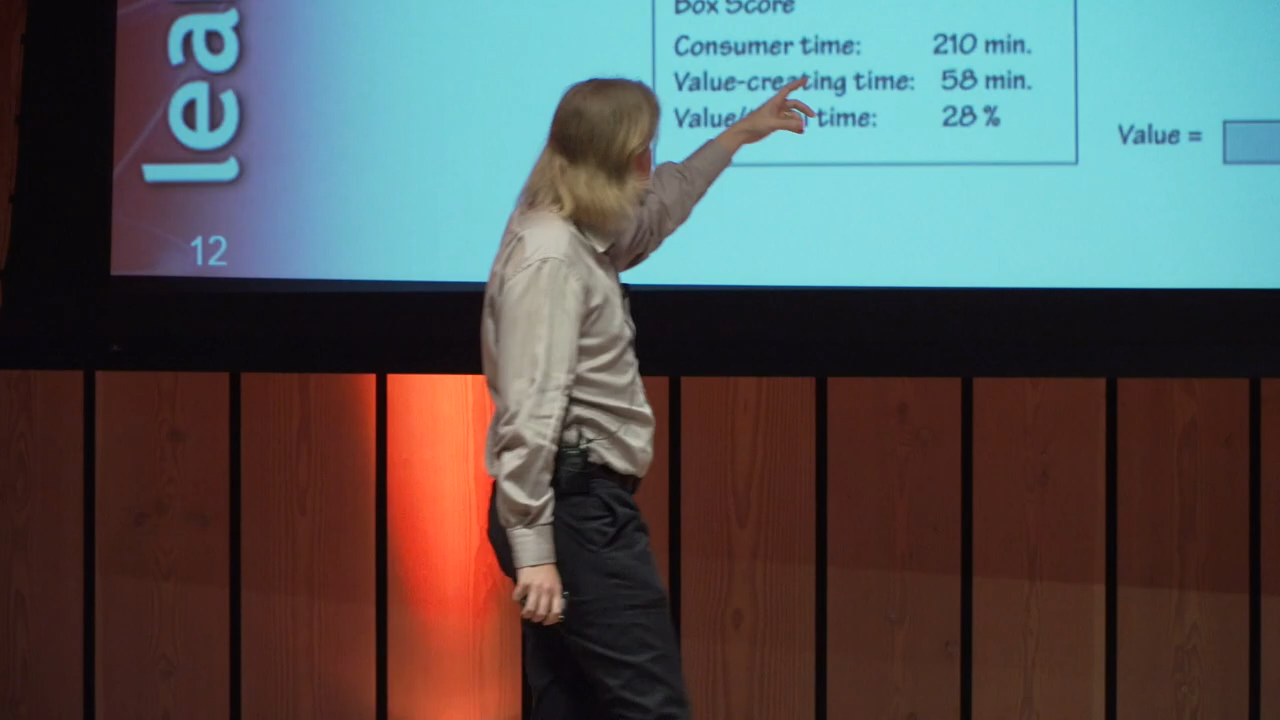 lea
12
Box Score
Consumer time: 210 min.
Value-creating time: 58 min.
Value/ time: 28 %
Value =